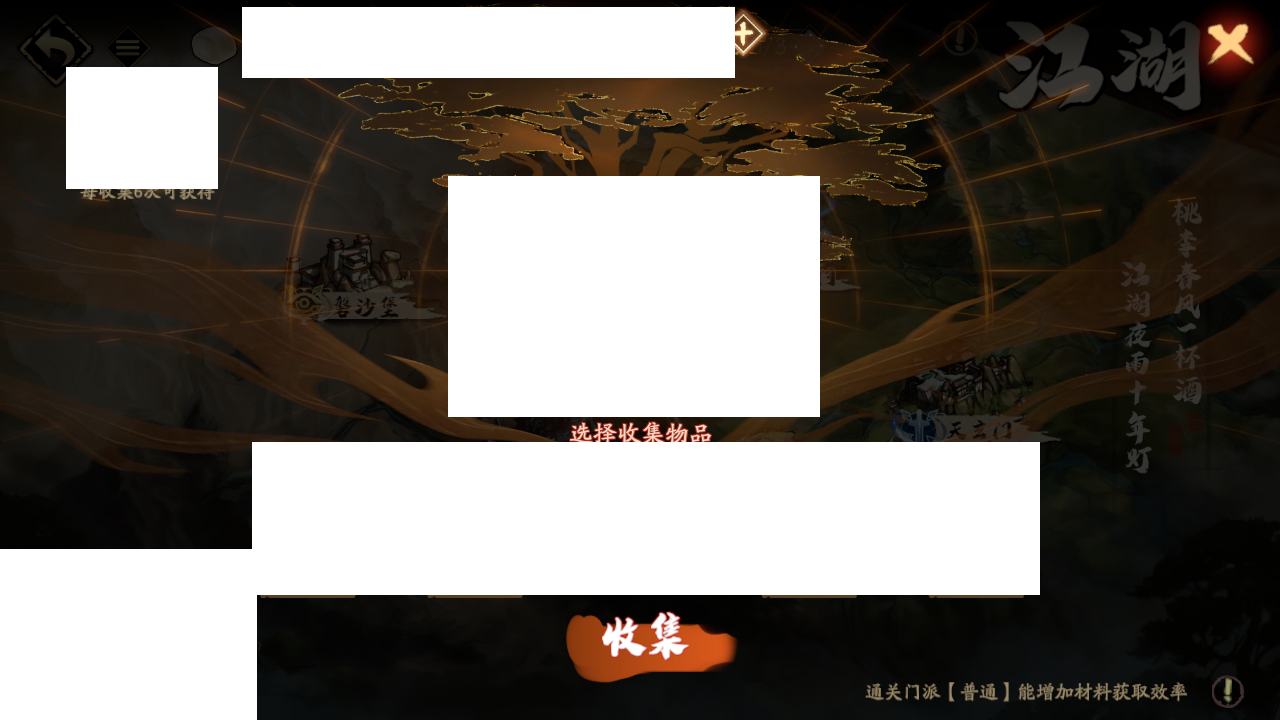 江湖
每收集6次可获得
桃李春风一杯酒
江湖夜雨十年灯
磐沙堡
天玄门
选择收集物品
收集
通关门派【普通】能增加材料获取效率